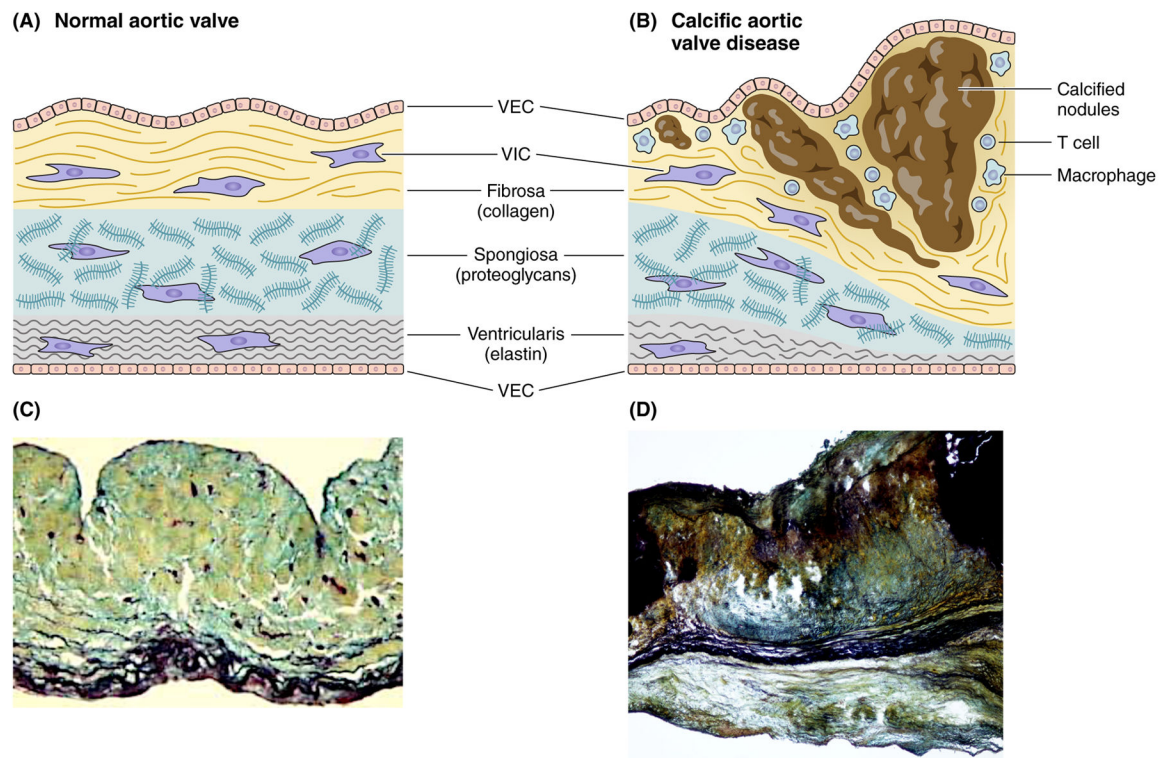 (A) Normal aortic valve
(B) Calcific aortic
valve disease
VEC
VIC
Fibrosa
(collagen)
Spongiosa
(proteoglycans)
Ventricularis
(elastin)
VEC
Calcified
nodules
T cell
Macrophage
(C)
(D)